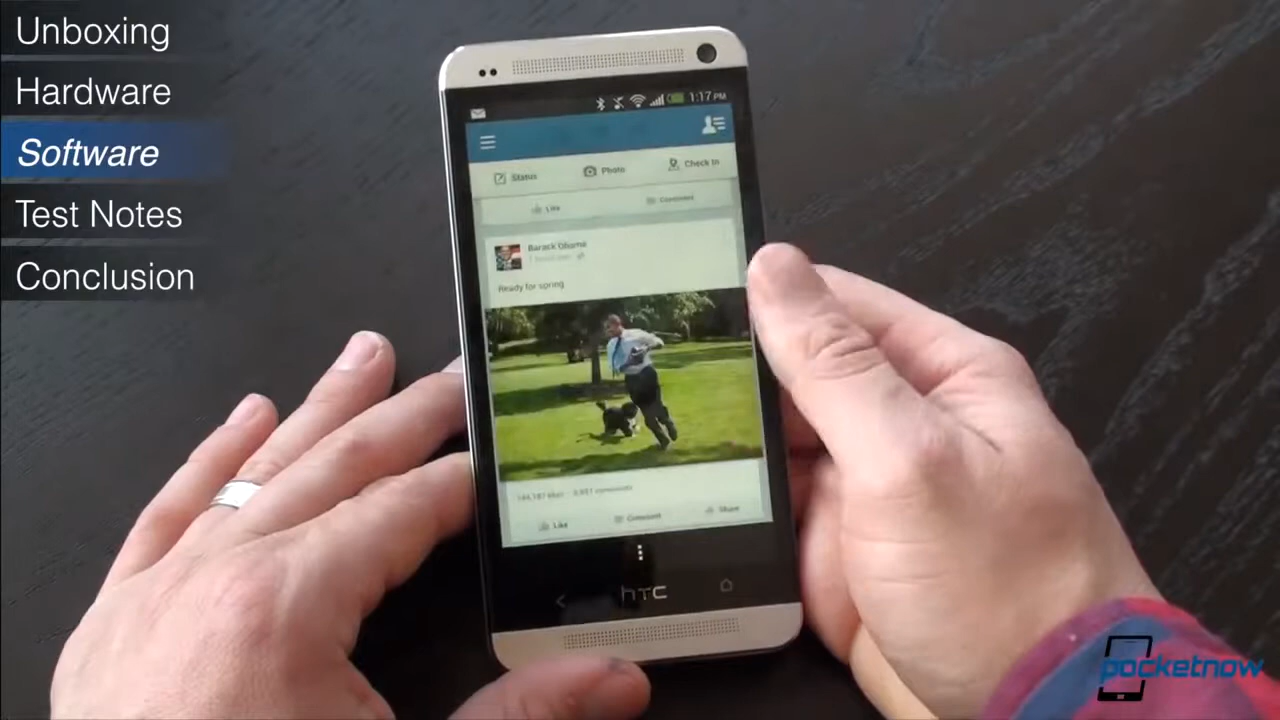 Unboxing
Hardware
Software
Test Notes
Conclusion
1:17 PM
Status
Photo
Check In
Like
Comment
Barack Obama
Ready for spring
Like
Comment
Share
hTC
pocketnow